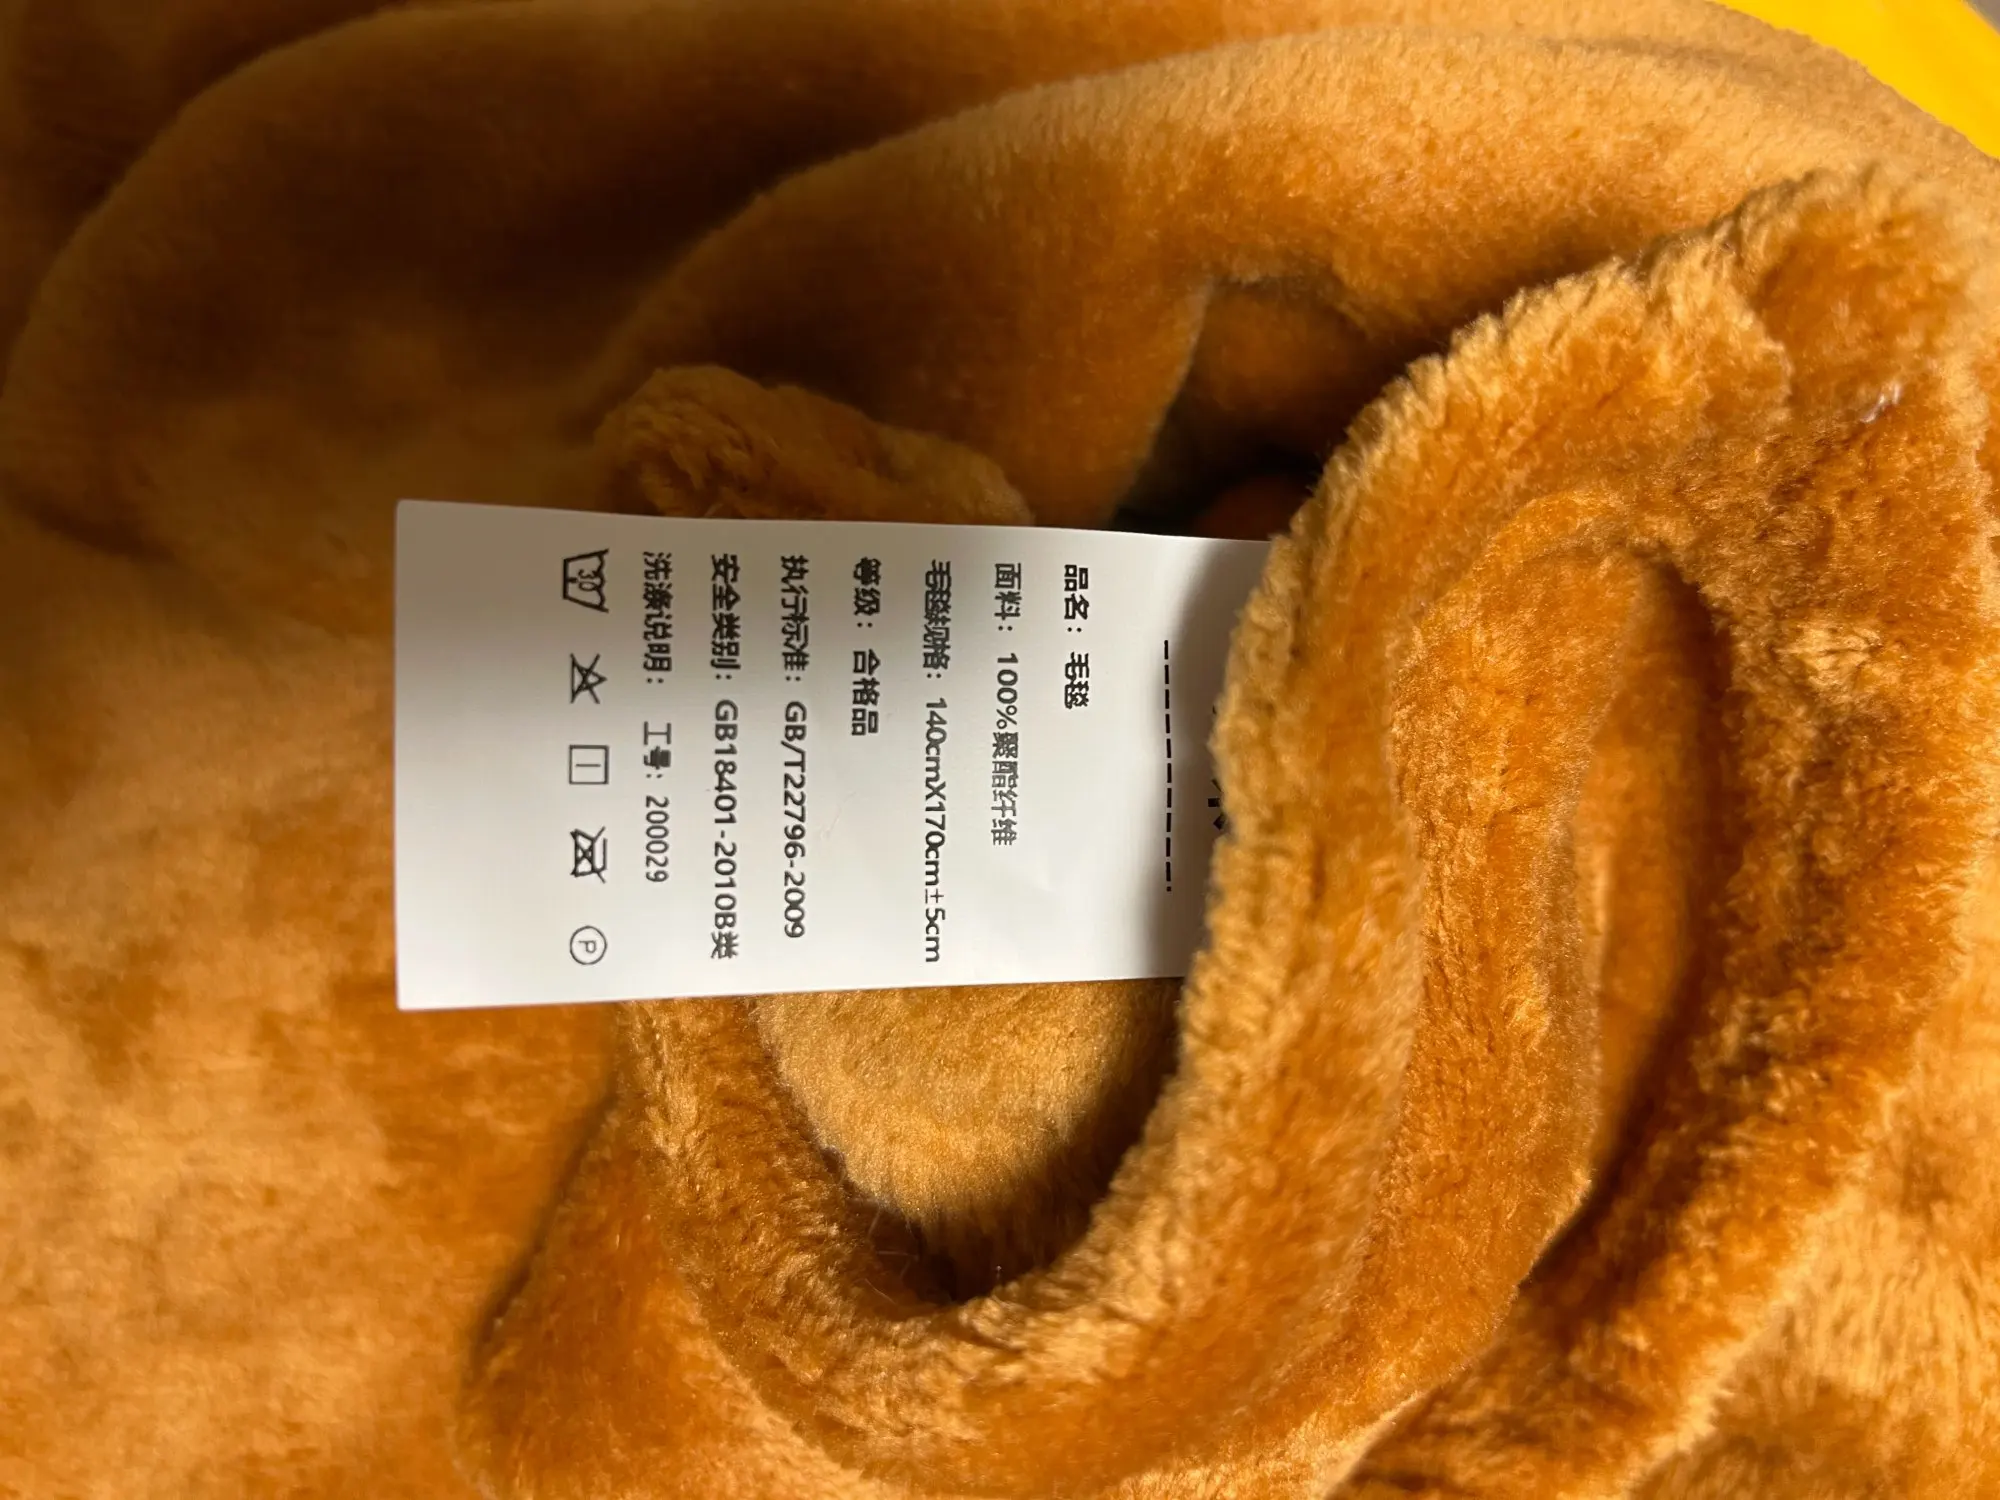 品名：毛毯
面料：100%聚酯纤维
毛毯规格：140cmX170cm±5cm
等级：合格品
执行标准：GB/T22796-2009
安全类别：GB18401-2010B类
洗涤说明：工号：200029
30
P